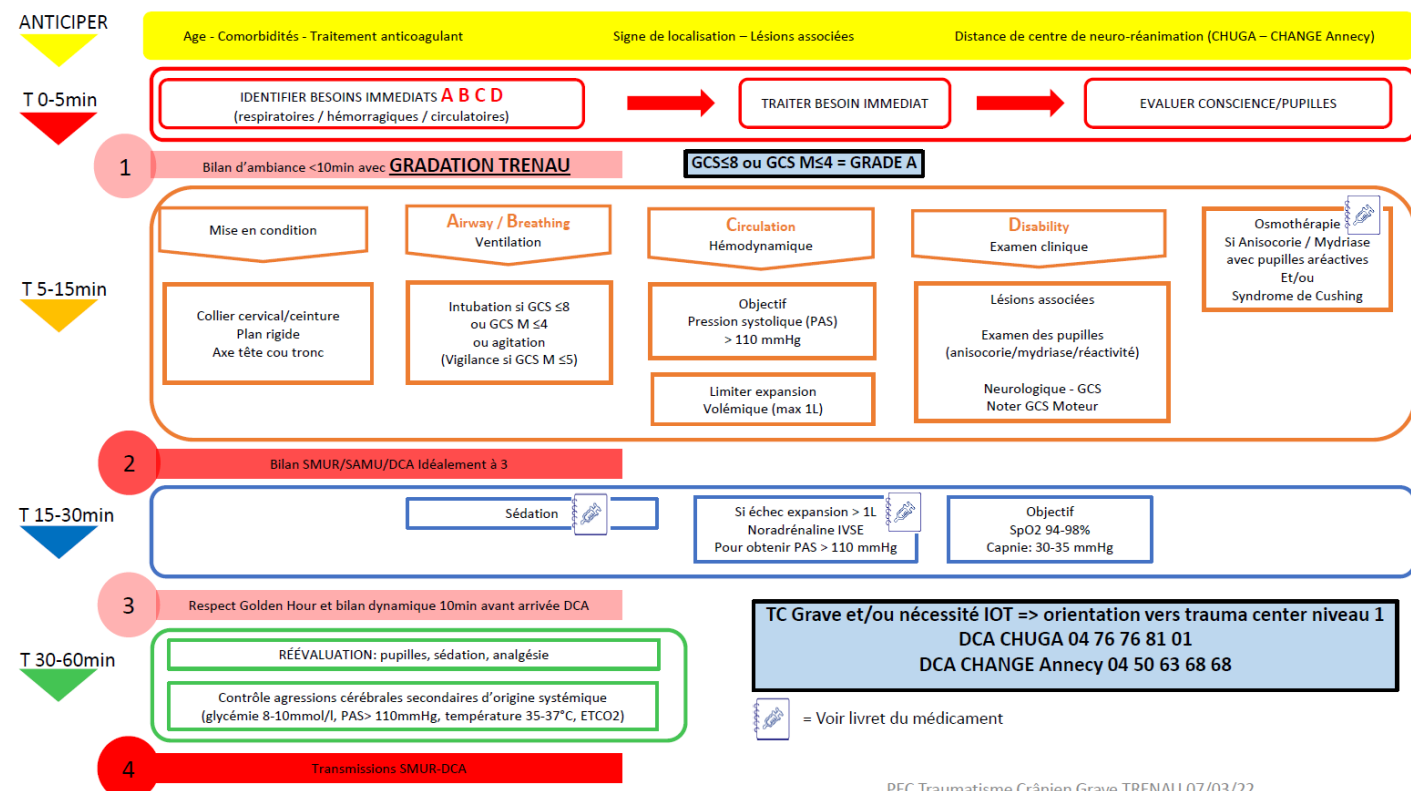 ANTICIPER
Age - Comorbidités - Traitement anticoagulant
Signe de localisation – Lésions associées
Distance de centre de neuro-réanimation (CHUGA – CHANGE Annecy)
T 0-5min
IDENTIFIER BESOINS IMMEDIATS A B C D
(respiratoires / hémorragiques / circulatoires)
TRAITER BESOIN IMMEDIAT
EVALUER CONSCIENCE/PUPILLES
1
Bilan d'ambiance <10min avec GRADATION TRENAU
GCS≤8 ou GCS M≤4 = GRADE A
T 5-15min
Mise en condition
Collier cervical/ceinture
Plan rigide
Axe tête cou tronc
Airway / Breathing
Ventilation
Intubation si GCS ≤8
ou GCS M ≤4
ou agitation
(Vigilance si GCS M ≤5)
Circulation
Hémodynamique
Objectif
Pression systolique (PAS)
> 110 mmHg
Limiter expansion
Volémique (max 1L)
Disability
Examen clinique
Lésions associées
Examen des pupilles
(anisocorie/mydriase/réactivité)
Neurologique - GCS
Noter GCS Moteur
Osmothérapie
Si Anisocorie / Mydriase
avec pupilles aréactives
Et/ou
Syndrome de Cushing
2
Bilan SMUR/SAMU/DCA Idéalement à 3
T 15-30min
Sédation
Si échec expansion > 1L
Noradrénaline IVSE
Pour obtenir PAS > 110 mmHg
Objectif
SpO2 94-98%
Capnie: 30-35 mmHg
3
Respect Golden Hour et bilan dynamique 10min avant arrivée DCA
T 30-60min
RÉÉVALUATION: pupilles, sédation, analgésie
Contrôle agressions cérébrales secondaires d'origine systémique
(glycémie 8-10mmol/l, PAS> 110mmHg, température 35-37°C, ETCO2)
TC Grave et/ou nécessité IOT => orientation vers trauma center niveau 1
DCA CHUGA 04 76 76 81 01
DCA CHANGE Annecy 04 50 63 68 68
= Voir livret du médicament
4
Transmissions SMUR-DCA
PEC Traumatisme Crânien Grave TRENAU 07/03/22